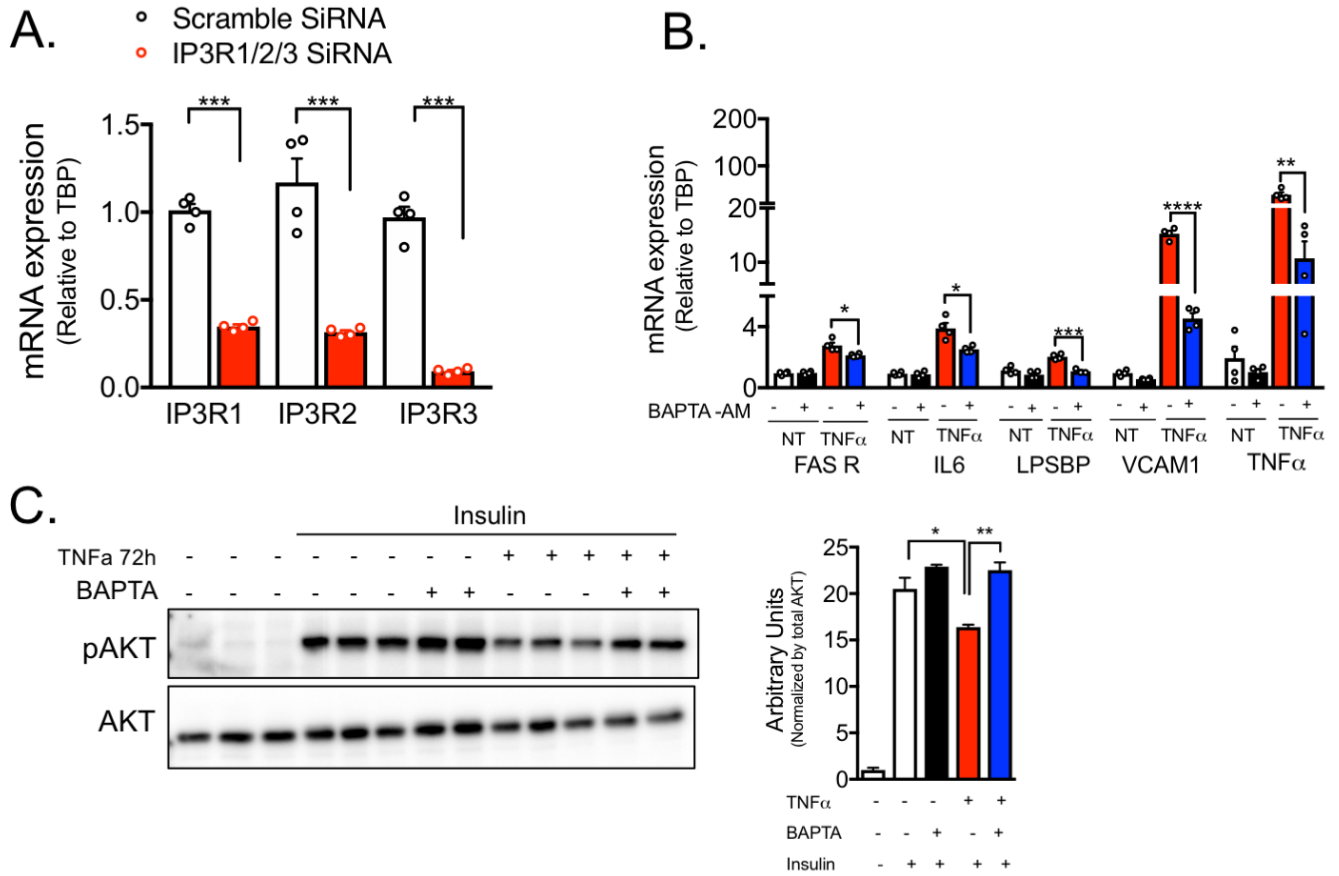 A.
Scramble SiRNA
IP3R1/2/3 SiRNA
mRNA expression
(Relative to TBP)
1.5
1.0
0.5
0.0
*** *** ***
IP3R1 IP3R2 IP3R3
B.
mRNA expression
(Relative to TBP)
200
100
20
10
4
0
* * *** **** **
BAPTA -AM - + - + - + - + - + - + - + - + - + - +
NT TNFα NT TNFα NT TNFα NT TNFα NT TNFα
FAS R IL6 LPSBP VCAM1 TNFα
C.
Insulin
TNFa 72h - - - - - - - - + + + + +
BAPTA - - - - - - + + - - - + +
pAKT
AKT
Arbitrary Units
(Normalized by total AKT)
25
20
15
10
5
0
* **
TNFα - - - + +
BAPTA - - + - +
Insulin - + + + +